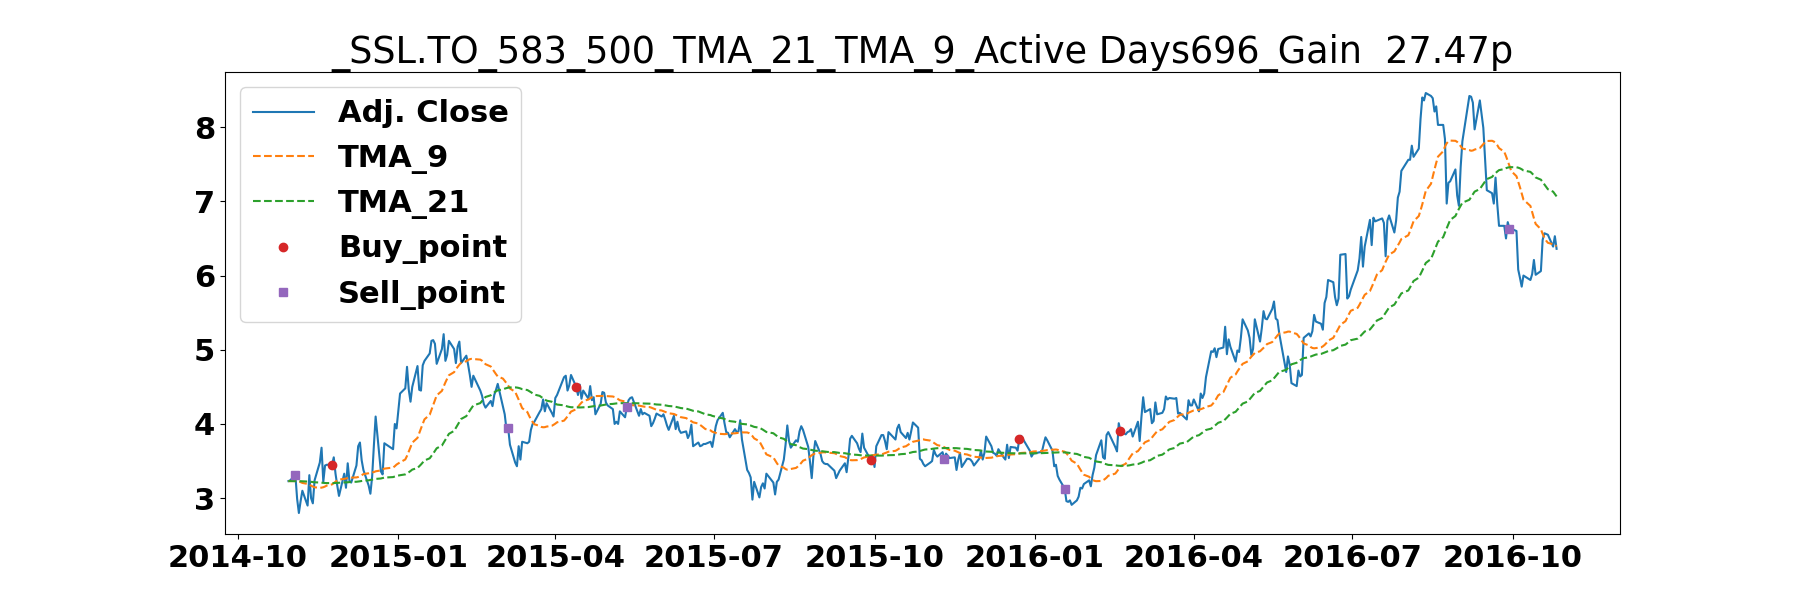 _SSL.TO_583_500_TMA_21_TMA_9_Active Days696_Gain  27.47p
Adj. Close
TMA_9
TMA_21
Buy_point
Sell_point
8
7
6
5
4
3
2014-10 2015-01 2015-04 2015-07 2015-10 2016-01 2016-04 2016-07 2016-10